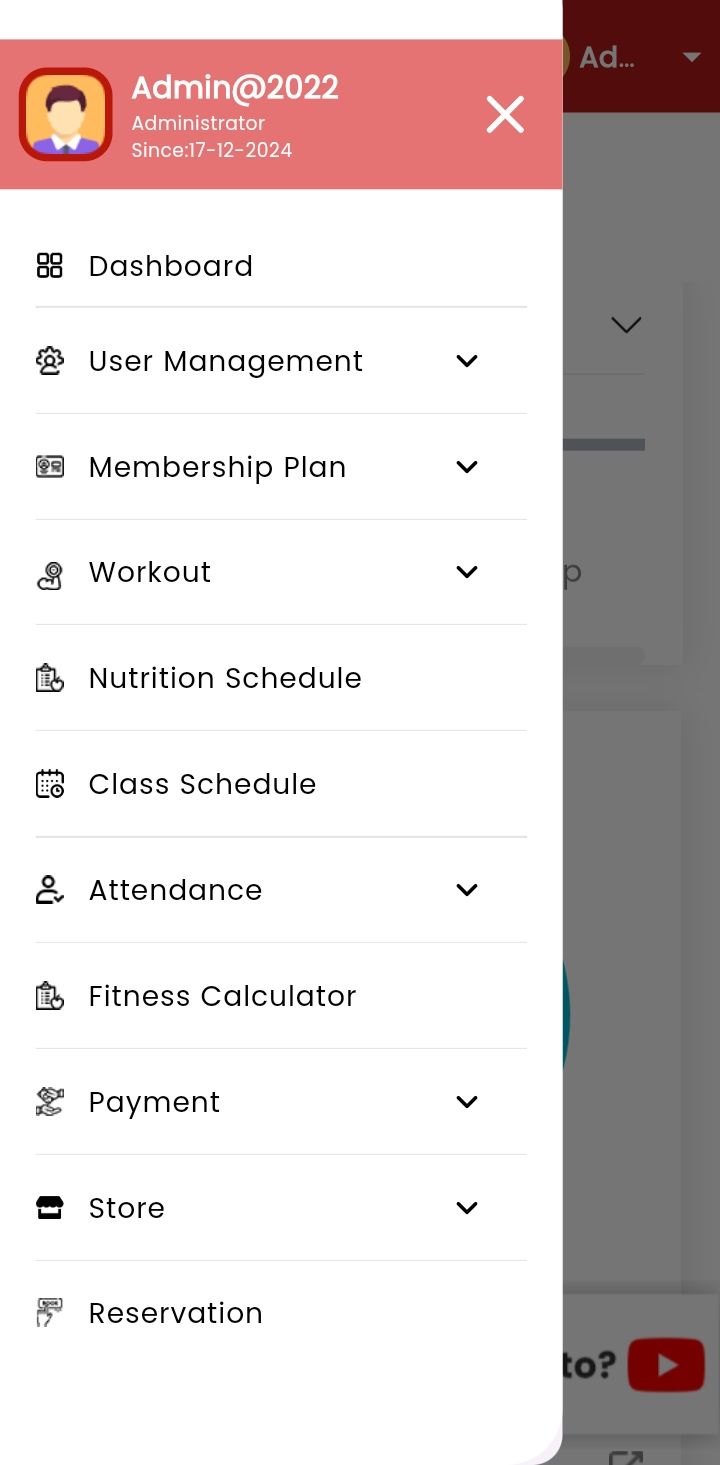 Admin@2022
Ad...
Administrator
Since:17-12-2024
Dashboard
User Management
Membership Plan
Workout
p
Nutrition Schedule
Class Schedule
Attendance
Fitness Calculator
Payment
Store
Reservation
to?